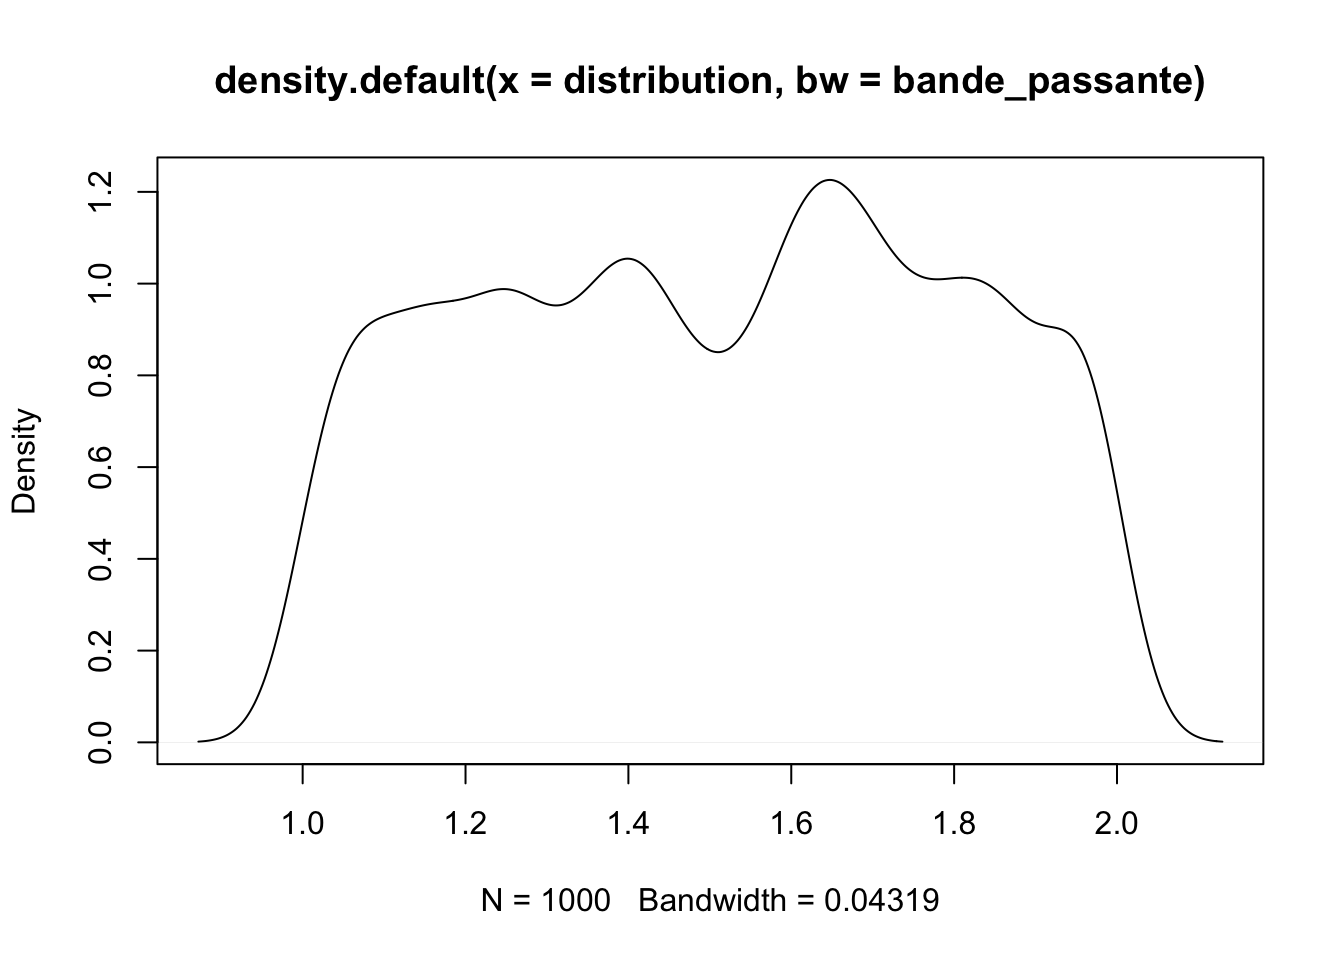 density.default(x = distribution, bw = bande_passante)
Density
1.2
1.0
0.8
0.6
0.4
0.2
0.0
1.0 1.2 1.4 1.6 1.8 2.0
N = 1000 Bandwidth = 0.04319